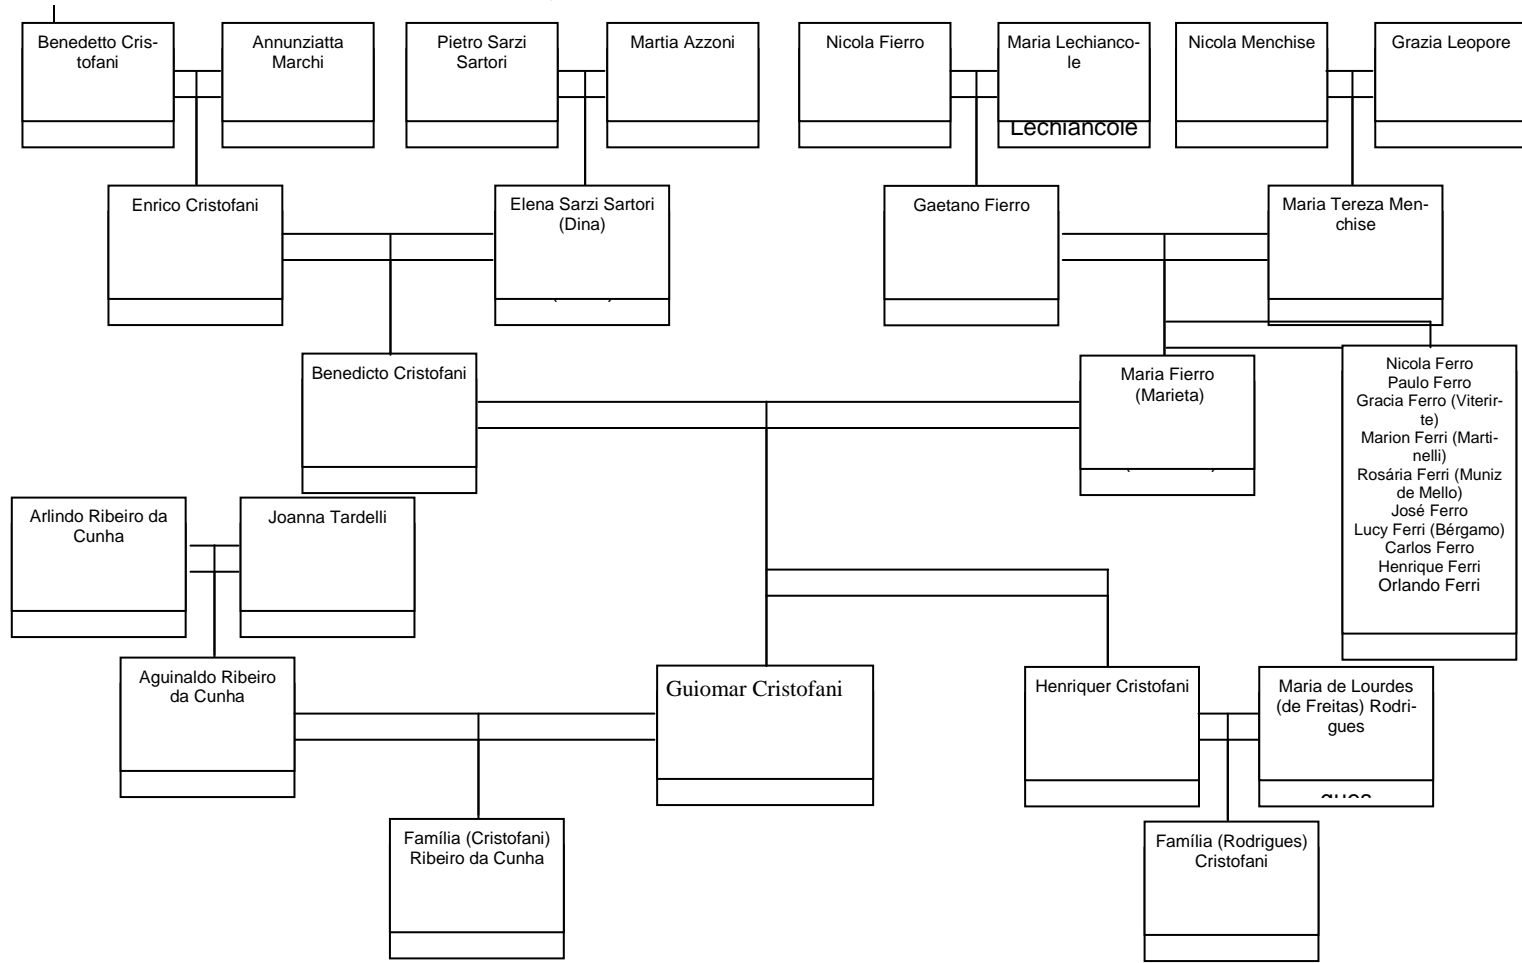 Benedetto Cris-
tofani
Annunziatta
Marchi
Pietro Sarzi
Sartori
Martia Azzoni
Nicola Fierro
Maria Lechianco-
le
Lechiancole
Nicola Menchise
Grazia Leopore
Enrico Cristofani
Elena Sarzi Sartori
(Dina)
Gaetano Fierro
Maria Tereza Men-
chise
Benedicto Cristofani
Maria Fierro
(Marieta)
Nicola Ferro
Paulo Ferro
Gracia Ferro (Viterir-
te)
Marion Ferri (Marti-
nelli)
Rosária Ferri (Muniz
de Mello)
José Ferro
Lucy Ferri (Bérgamo)
Carlos Ferro
Henrique Ferri
Orlando Ferri
Arlindo Ribeiro da
Cunha
Joanna Tardelli
Aguinaldo Ribeiro
da Cunha
Guiomar Cristofani
Henriquer Cristofani
Maria de Lourdes
(de Freitas) Rodri-
gues
Família (Cristofani)
Ribeiro da Cunha
Família (Rodrigues)
Cristofani